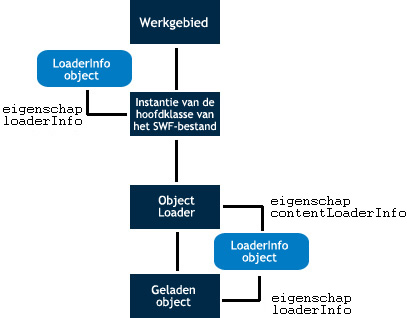 Werkgebied
LoaderInfo
object
eigenschap
loaderInfo
Instantie van de
hoofdklasse van
het SWF-bestand
Object
Loader
eigenschap
contentLoaderInfo
LoaderInfo
object
Geladen
object
eigenschap
loaderInfo